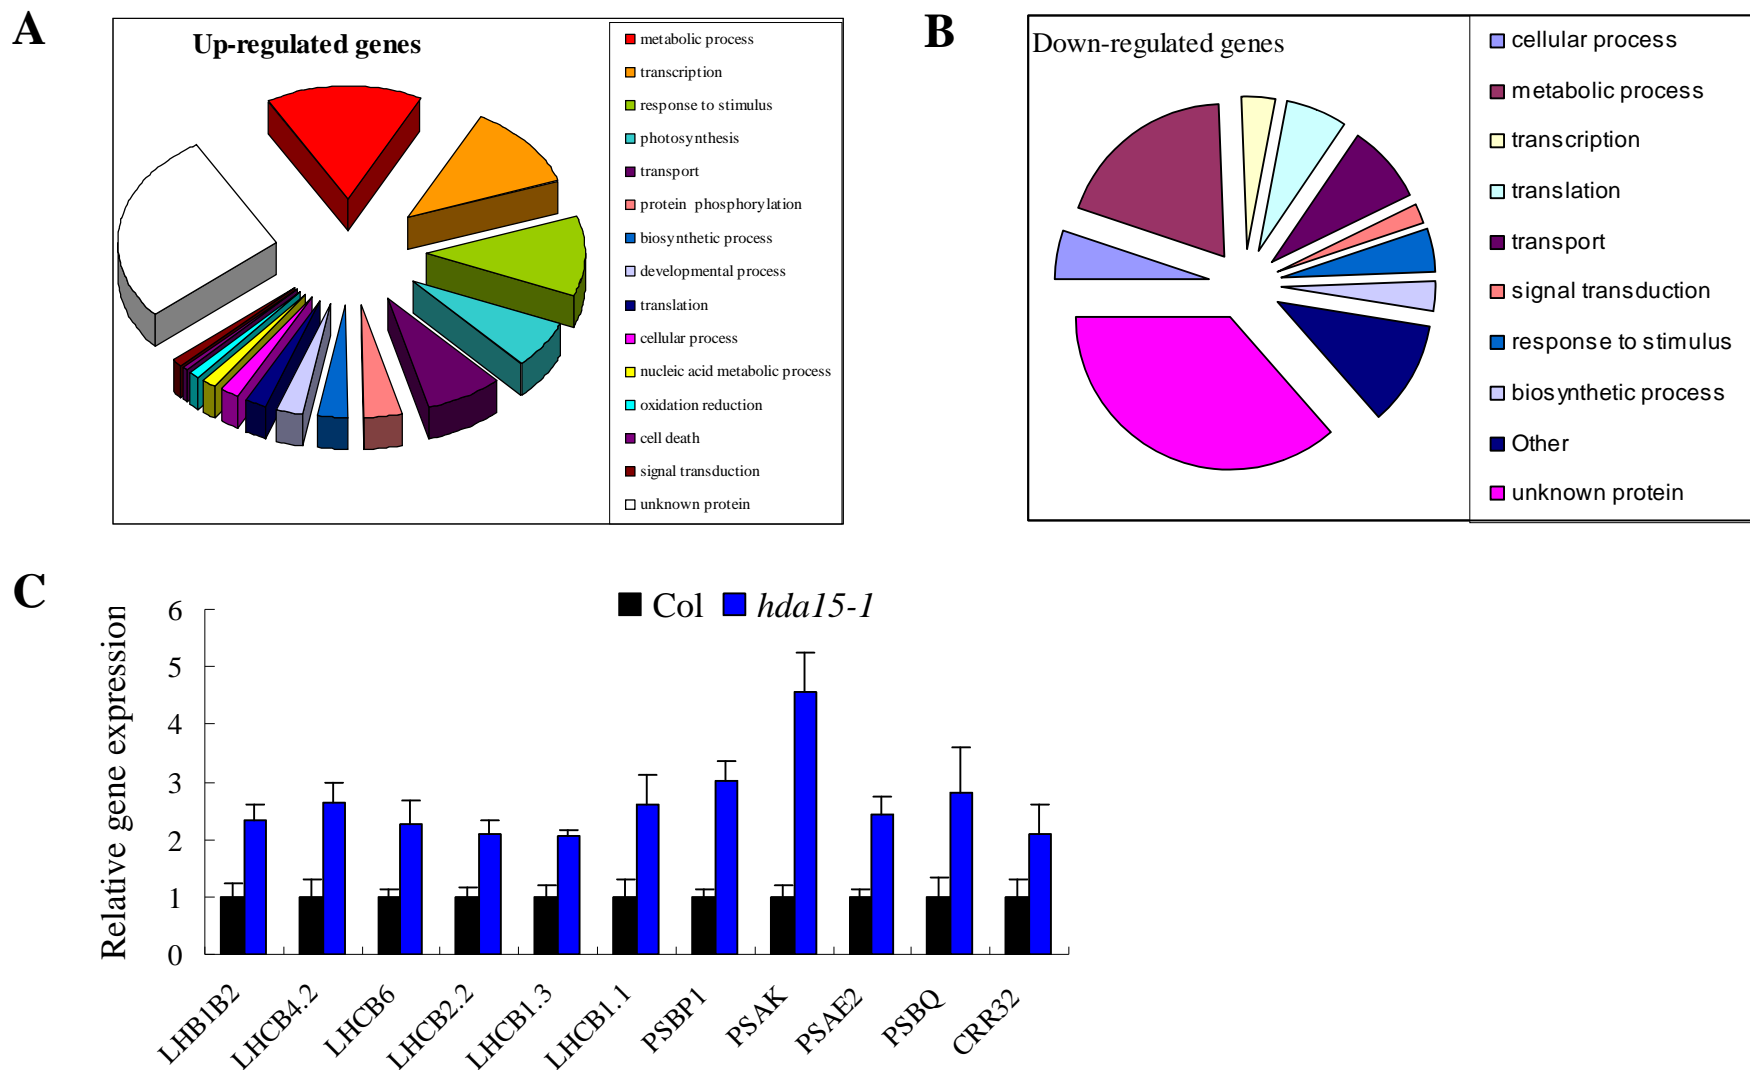 A
Up-regulated genes
metabolic process
transcription
response to stimulus
photosynthesis
transport
protein phosphorylation
biosynthetic process
developmental process
translation
cellular process
nucleic acid metabolic process
oxidation reduction
cell death
signal transduction
unknown protein
B
Down-regulated genes
cellular process
metabolic process
transcription
translation
transport
signal transduction
response to stimulus
biosynthetic process
Other
unknown protein
C
Relative gene expression
6
5
4
3
2
1
0
Col hda15-1
LHB1B2
LHCB4.2
LHCB6
LHCB2.2
LHCB1.3
LHCB1.1
PSBP1
PSAK
PSAE2
PSBQ
CRR32